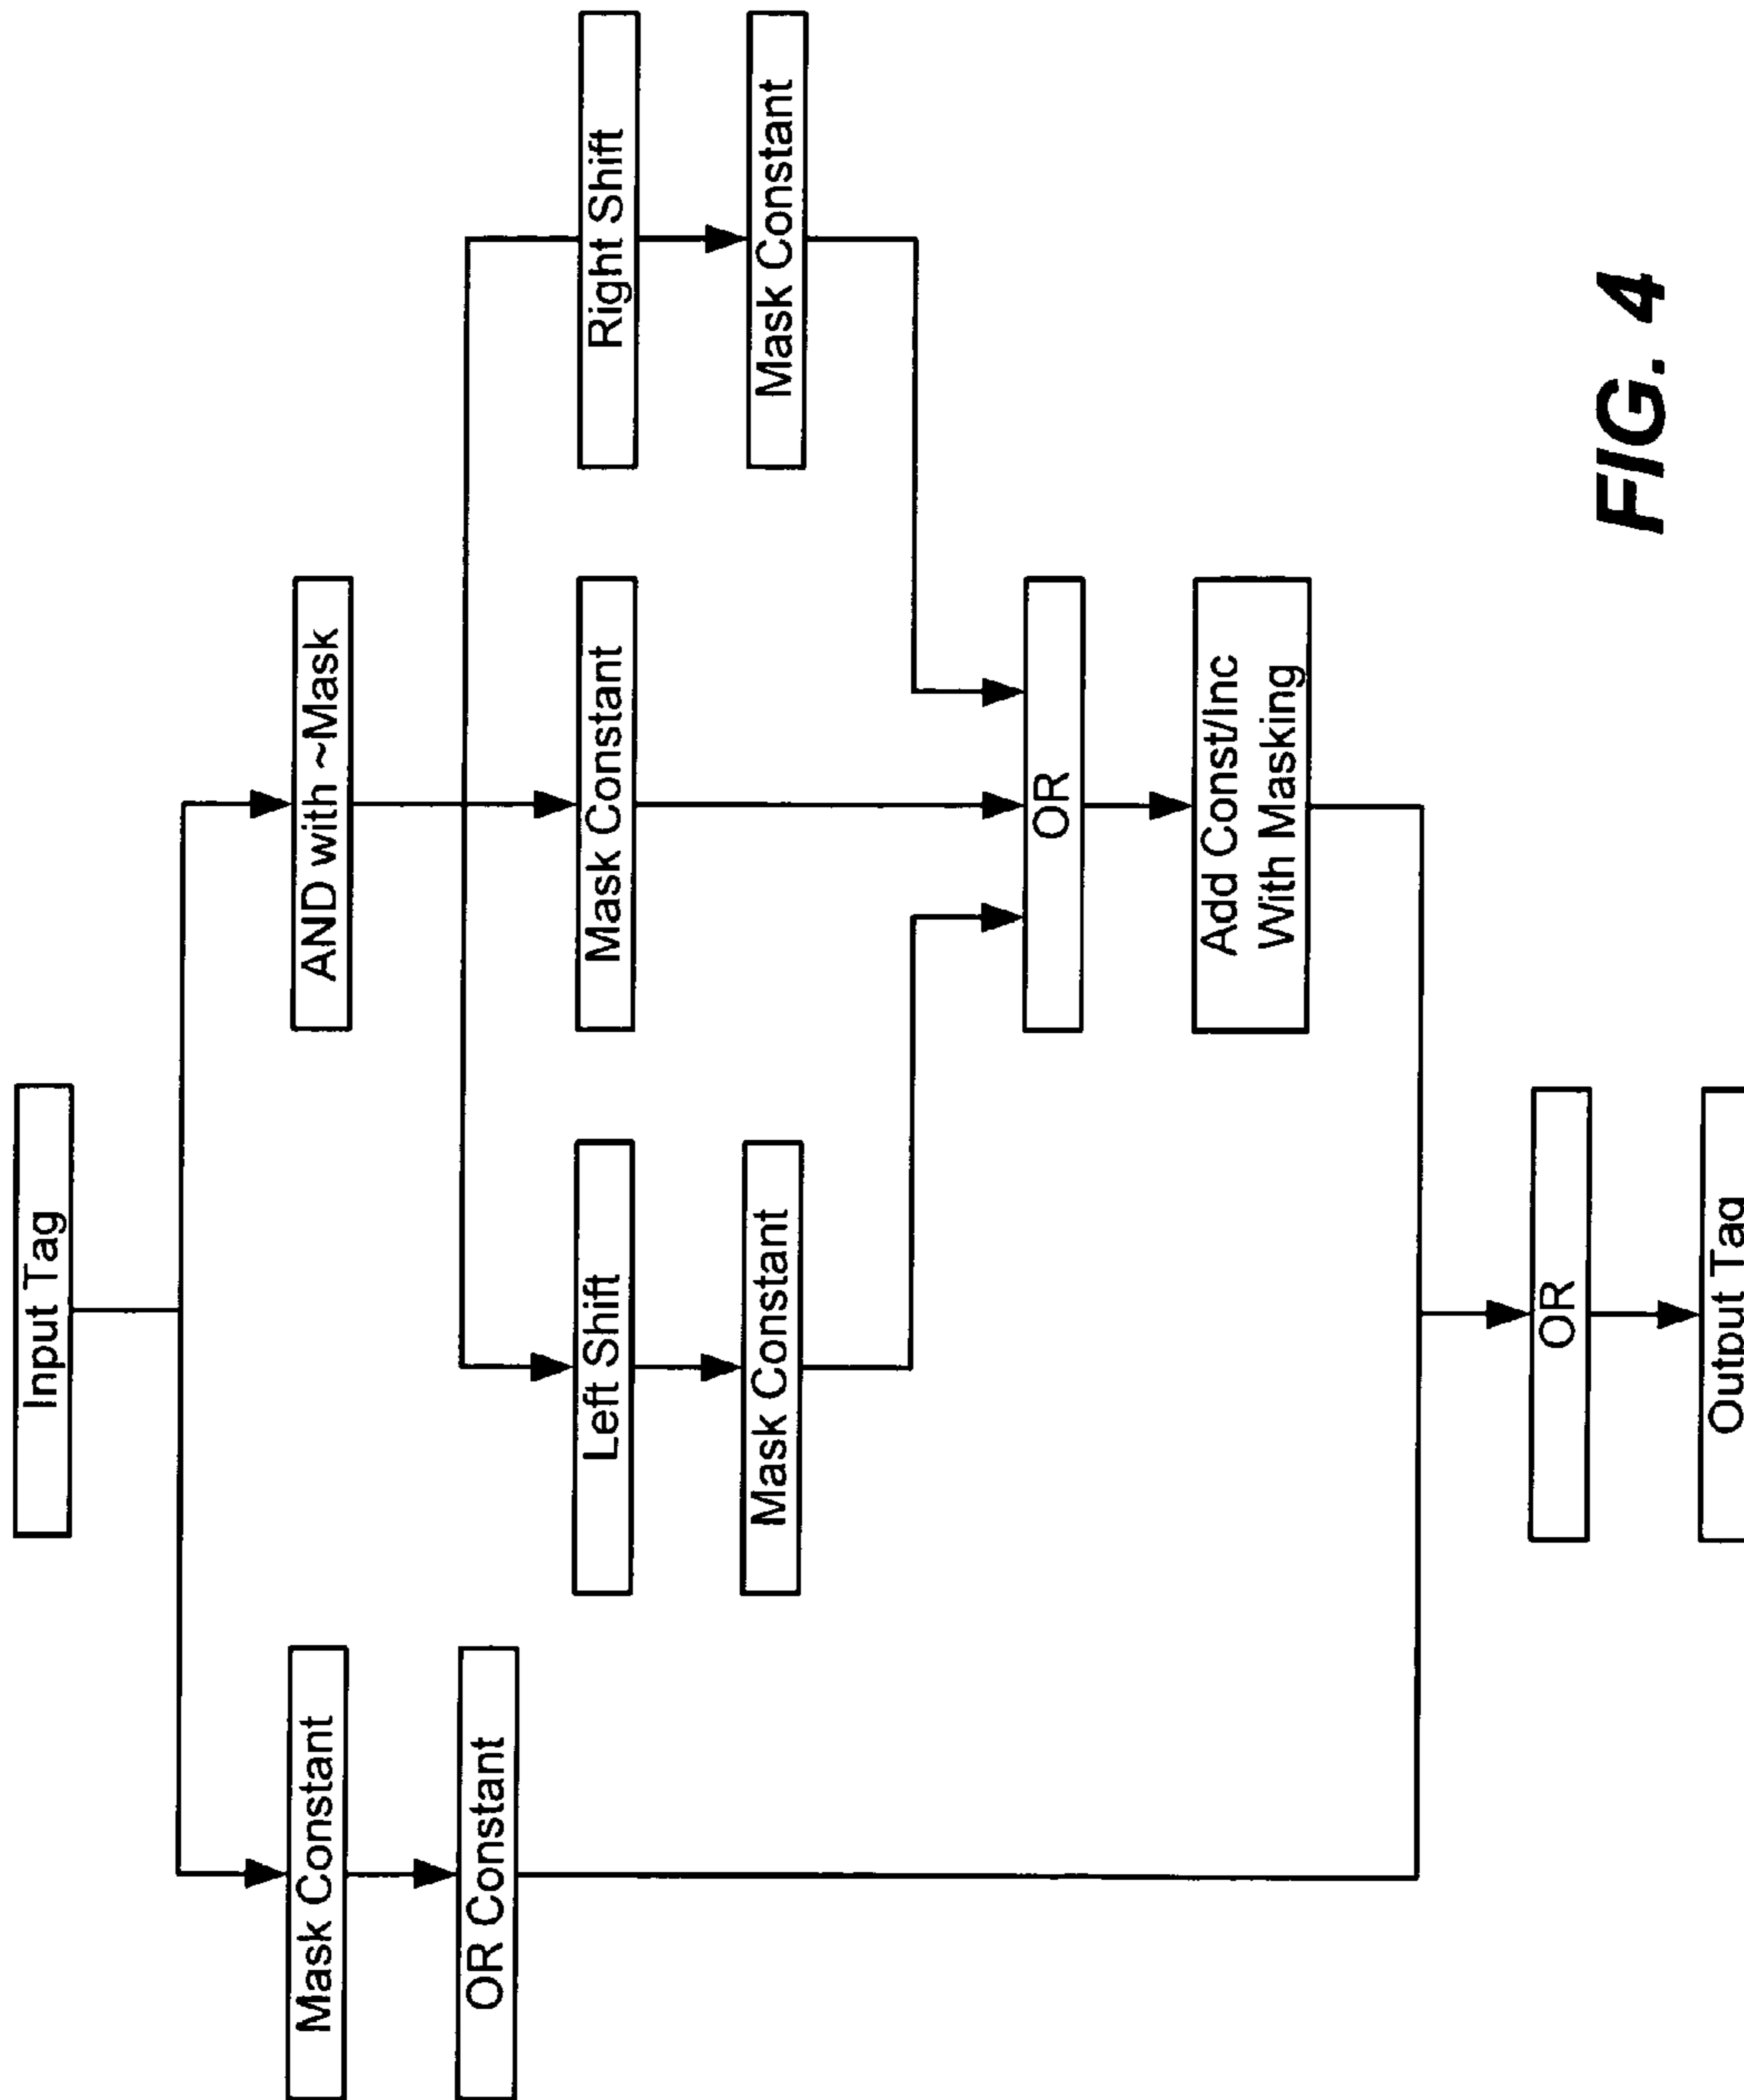 Input Tag
Mask Constant
AND with ~Mask
OR Constant
Left Shift
Mask Constant
Right Shift
Mask Constant
Mask Constant
OR
Add Const/Inc
With Masking
OR
Output Tag
FIG. 4